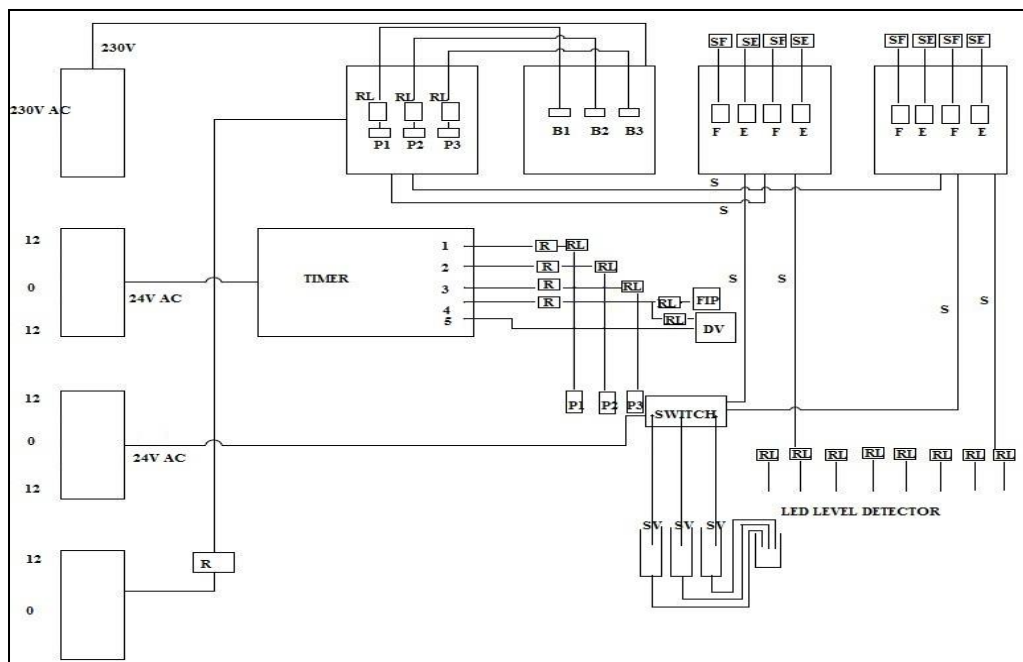 230V
SF SE SF SE
SF SE SF SE
230V AC
RL RL RL
P1 P2 P3
B1 B2 B3
F E F E
F E F E
S
S
12
0
12
24V AC
TIMER
1
2
3
4
5
R RL
R RL
R RL
R RL FIP
RL DV
S S
S S
12
0
12
24V AC
P1 P2 P3
SWITCH
RL RL RL RL RL RL RL RL
LED LEVEL DETECTOR
SV SV SV
12
0
R